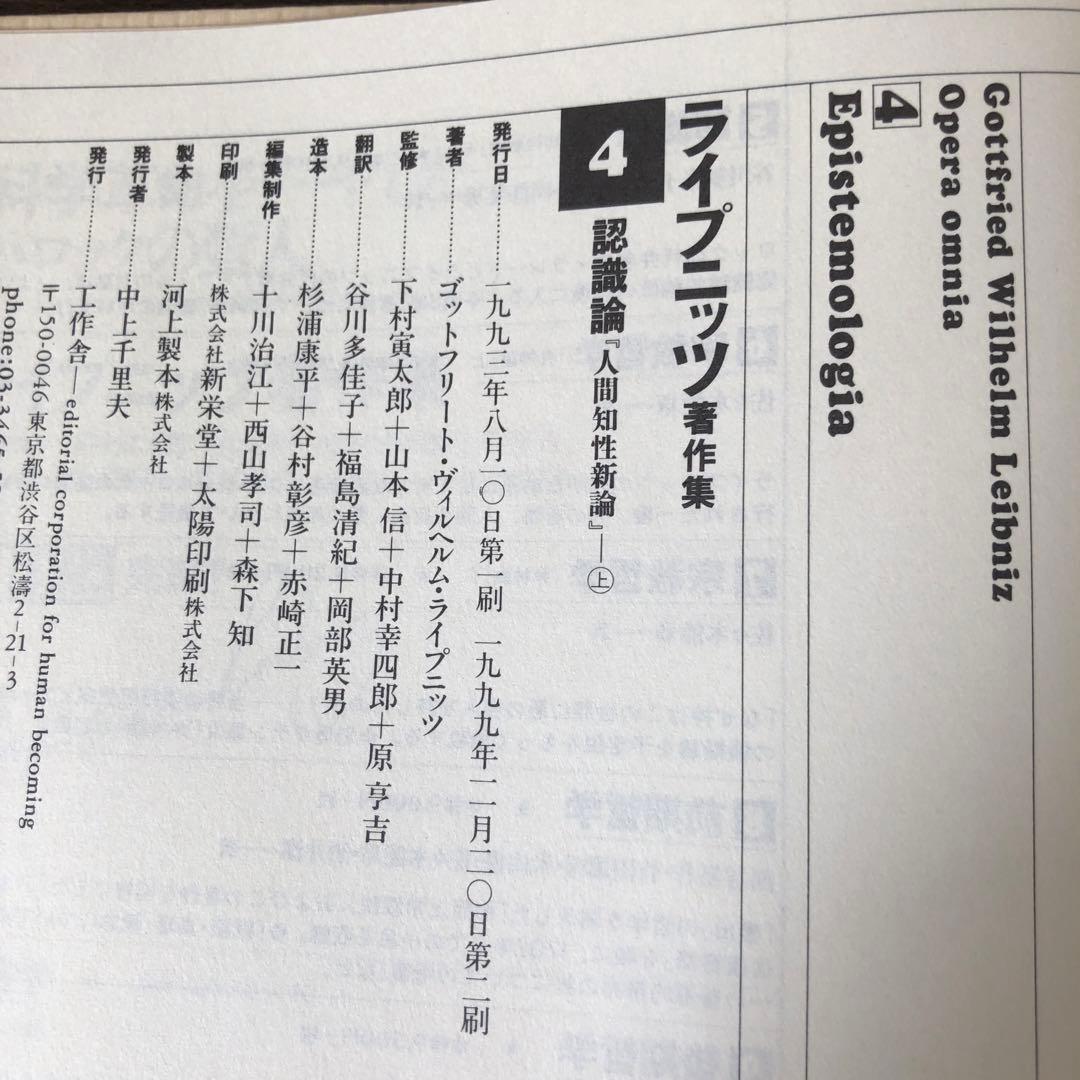 Gottfried Wilhelm Leibniz
Opera omnia
4 Epistemologia
ライプニッツ著作集
4 認識論『人間知性新論』—㊤
発行日…………一九九三年八月一〇日第一刷 一九九九年一一月二〇日第二刷
著者…………ゴットフリート・ヴィルヘルム・ライプニッツ
監修…………下村寅太郎+山本 信+中村幸四郎+原 亨吉
翻訳…………谷川多佳子+福島清紀+岡部英男
造本…………杉浦康平+谷村彰彦+赤崎正一
編集制作…………十川治江+西山孝司+森下 知
印刷…………株式会社新栄堂+太陽印刷株式会社
製本…………河上製本株式会社
発行者…………中上千里夫
発行…………工作舎—editorial corporation for human becoming
〒150-0046 東京都渋谷区松濤2-21-3
phone:03-346